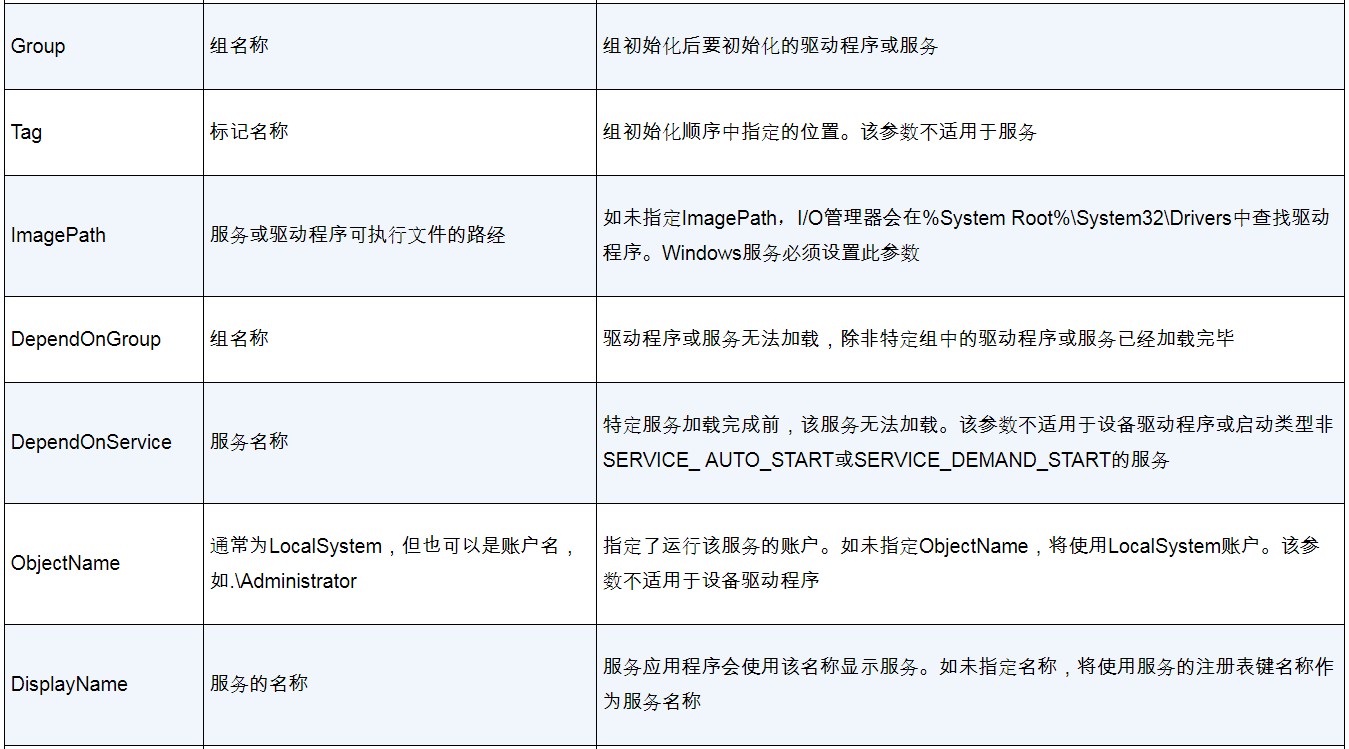 Group
组名称
组初始化后要初始化的驱动程序或服务
Tag
标记名称
组初始化顺序中指定的位置。该参数不适用于服务
ImagePath
服务或驱动程序可执行文件的路经
如未指定ImagePath，I/O管理器会在%System Root%\System32\Drivers中查找驱动
程序。Windows服务必须设置此参数
DependOnGroup
组名称
驱动程序或服务无法加载，除非特定组中的驱动程序或服务已经加载完毕
DependOnService
服务名称
特定服务加载完成前，该服务无法加载。该参数不适用于设备驱动程序或启动类型非
SERVICE_ AUTO_START或SERVICE_DEMAND_START的服务
ObjectName
通常为LocalSystem，但也可以是账户名，
如.\Administrator
指定了运行该服务的账户。如未指定ObjectName，将使用LocalSystem账户。该参
数不适用于设备驱动程序
DisplayName
服务的名称
服务应用程序会使用该名称显示服务。如未指定名称，将使用服务的注册表键名称作
为服务名称